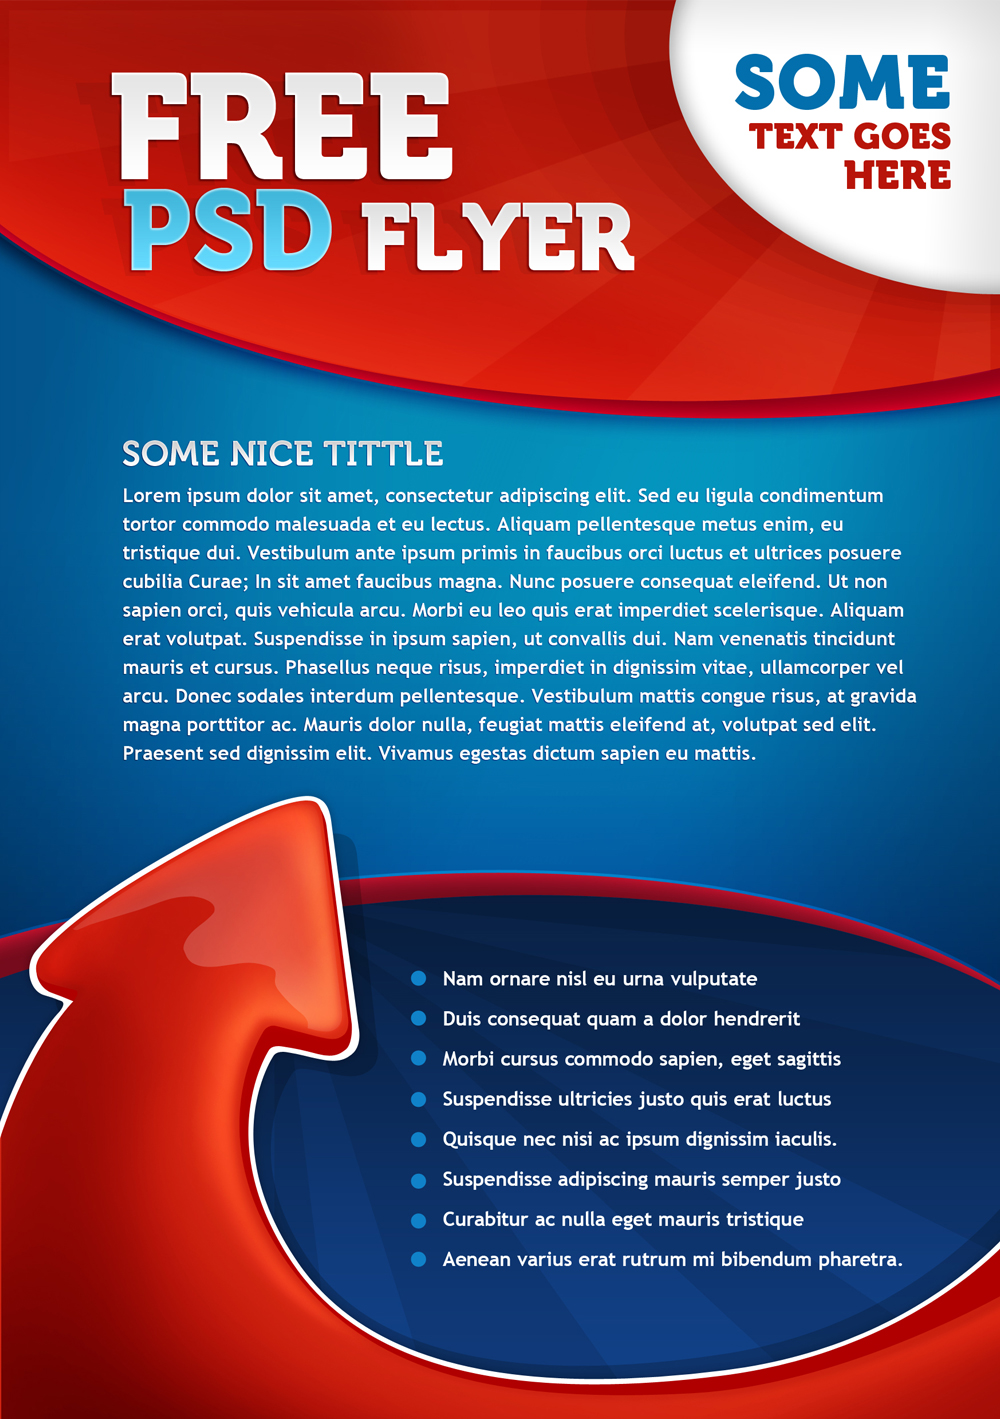 FREE
PSD FLYER
SOME
TEXT GOES
HERE
SOME NICE TITTLE
Lorem ipsum dolor sit amet, consectetur adipiscing elit. Sed eu ligula condimentum
tortor commodo malesuada et eu lectus. Aliquam pellentesque metus enim, eu
tristique dui. Vestibulum ante ipsum primis in faucibus orci luctus et ultrices posuere
cubilia Curae; In sit amet faucibus magna. Nunc posuere consequat eleifend. Ut non
sapien orci, quis vehicula arcu. Morbi eu leo quis erat imperdiet scelerisque. Aliquam
erat volutpat. Suspendisse in ipsum sapien, ut convallis dui. Nam venenatis tincidunt
mauris et cursus. Phasellus neque risus, imperdiet in dignissim vitae, ullamcorper vel
arcu. Donec sodales interdum pellentesque. Vestibulum mattis congue risus, at gravida
magna porttitor ac. Mauris dolor nulla, feugiat mattis eleifend at, volutpat sed elit.
Praesent sed dignissim elit. Vivamus egestas dictum sapien eu mattis.
Nam ornare nisl eu urna vulputate
Duis consequat quam a dolor hendrerit
Morbi cursus commodo sapien, eget sagittis
Suspendisse ultricies justo quis erat luctus
Quisque nec nisi ac ipsum dignissim iaculis.
Suspendisse adipiscing mauris semper justo
Curabitur ac nulla eget mauris tristique
Aenean varius erat rutrum mi bibendum pharetra.